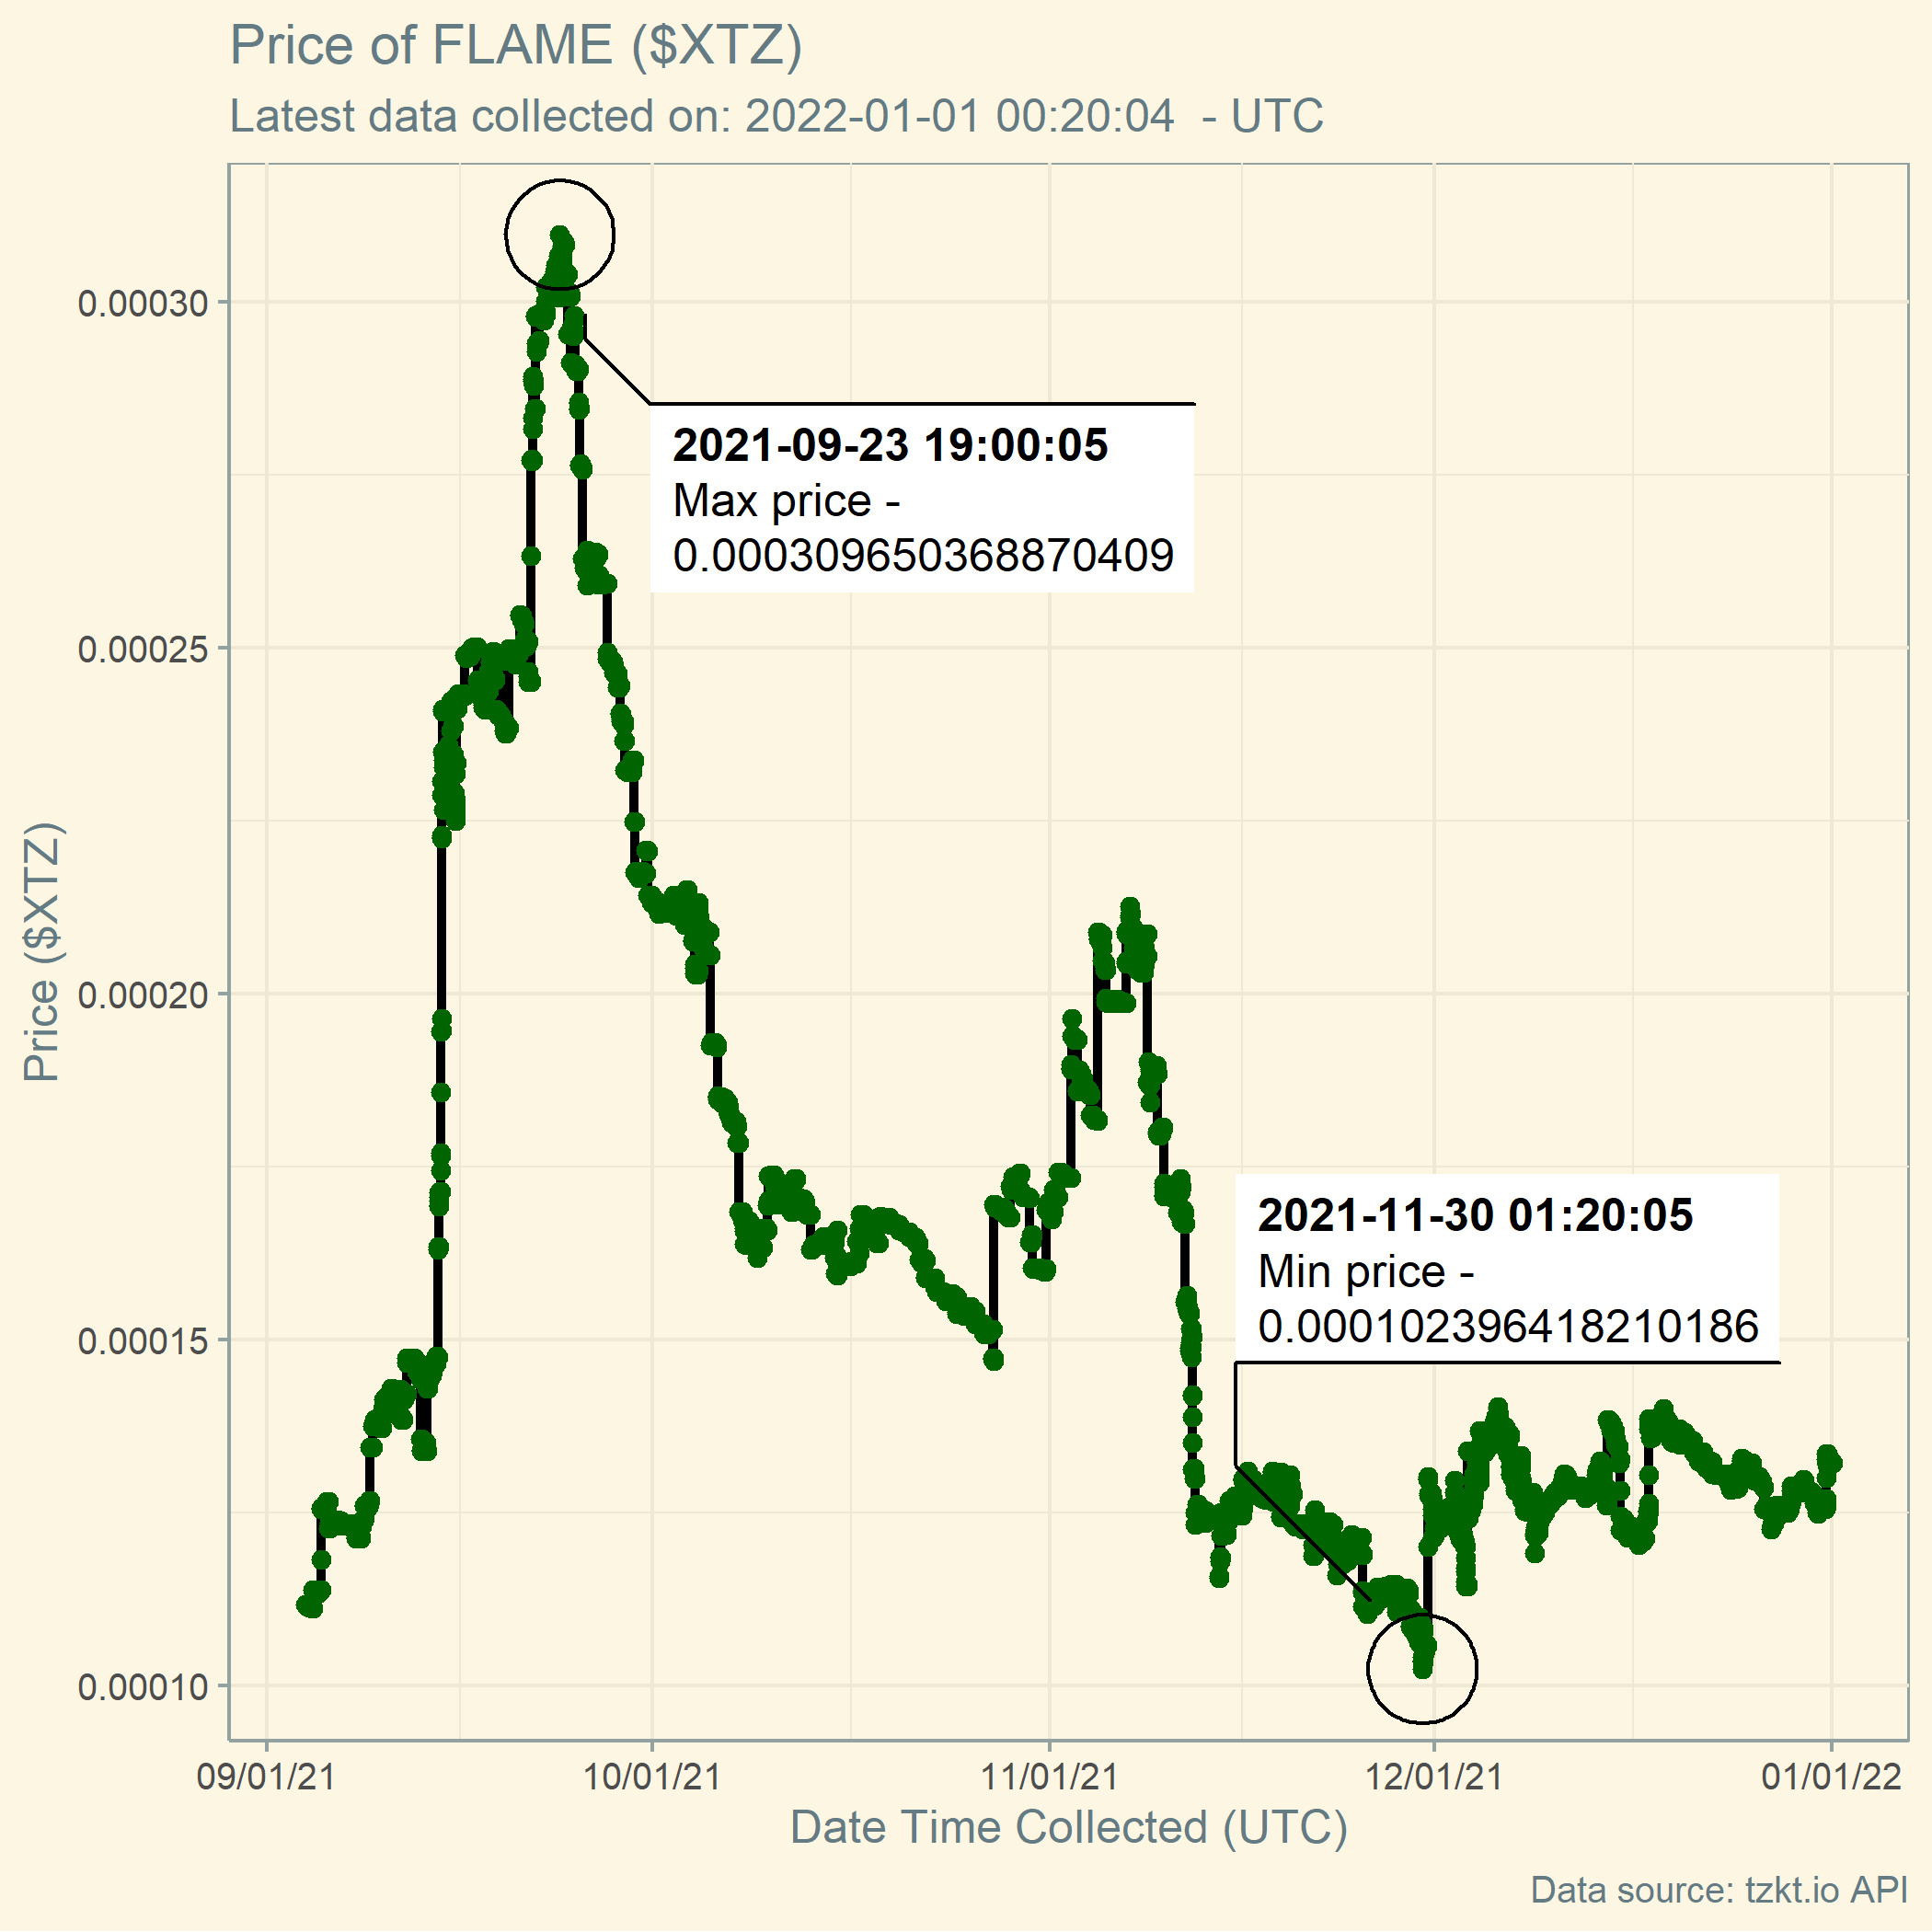 Price of FLAME ($XTZ)
Latest data collected on: 2022-01-01 00:20:04 - UTC
Price ($XTZ)
0.00030
0.00025
0.00020
0.00015
0.00010
2021-09-23 19:00:05
Max price -
0.000309650368870409
2021-11-30 01:20:05
Min price -
0.000102396418210186
09/01/21
10/01/21
11/01/21
12/01/21
01/01/22
Date Time Collected (UTC)
Data source: tzkt.io API